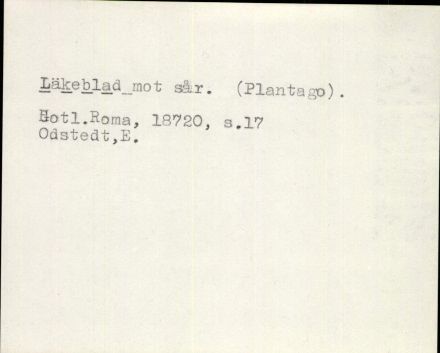 Läkeblad mot sår. (Plantago).
Gotl.Roma, 18720, s.17
Odstedt,E.